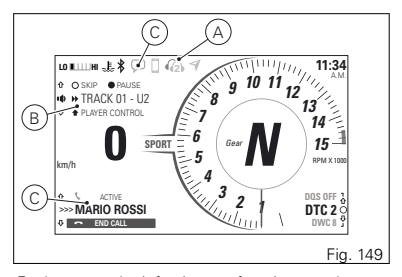 C A
LO HI 2 11:34
A.M.
SKIP PAUSE
B TRACK 01 - U2
PLAYER CONTROL
0 SPORT
km/h
Gear N
1 2 3 4 5 6 7 8 9 10 11 12 13 14 15
RPM X 1000
C ACTIVE
>>> MARIO ROSSI
END CALL
DQS OFF
DTC 2
DWC 8
Fig. 149